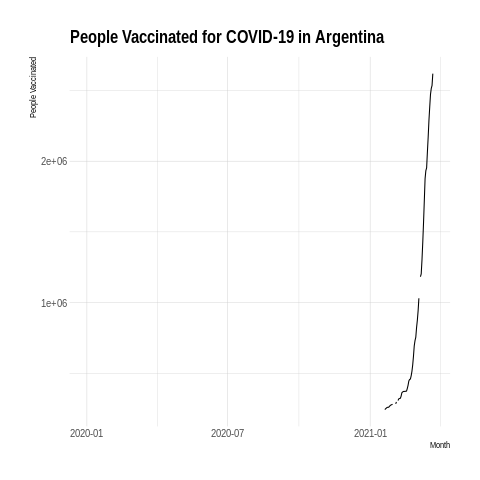 People Vaccinated for COVID-19 in Argentina
People Vaccinated
2e+06
1e+06
2020-01
2020-07
2021-01
Month